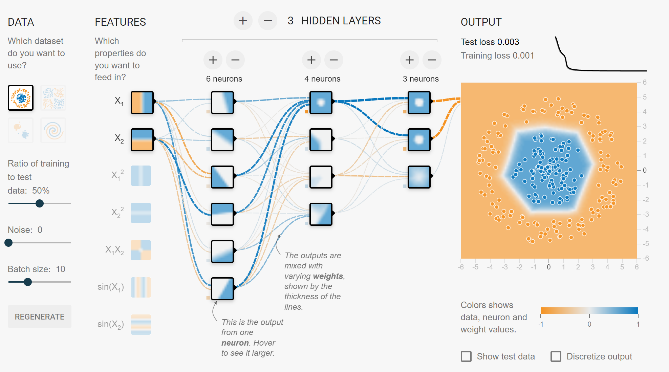 DATA
Which dataset
do you want to
use?
Ratio of training
to test
data: 50%
Noise: 0
Batch size: 10
REGENERATE
FEATURES
Which
properties do
you want to
feed in?
X1
X2
X1²
X2²
X1X2
sin(X1)
sin(X2)
+ − 3 HIDDEN LAYERS
+ − + − + −
6 neurons 4 neurons 3 neurons
The outputs are
mixed with
varying weights,
shown by the
thickness of the
lines.
This is the output
from one
neuron. Hover
to see it larger.
OUTPUT
Test loss 0.003
Training loss 0.001
6
5
4
3
2
1
0
-1
-2
-3
-4
-5
-6
-6 -5 -4 -3 -2 -1 0 1 2 3 4 5 6
Colors shows
data, neuron and
weight values.
-1 0 1
Show test data Discretize output